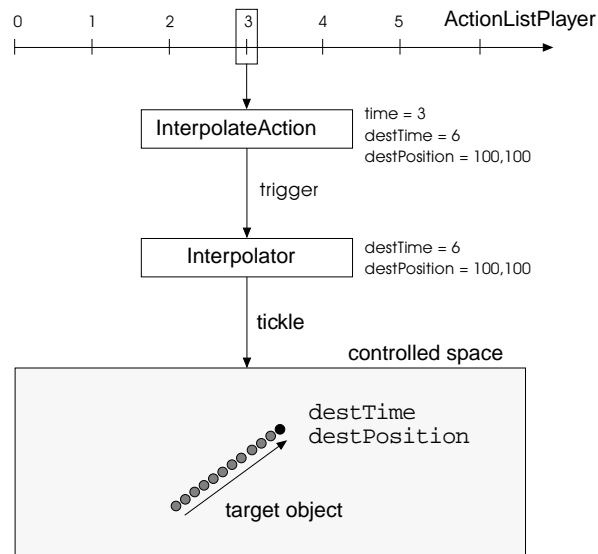 0 1 2 3 4 5 ActionListPlayer
InterpolateAction
time = 3
destTime = 6
destPosition = 100,100
trigger
Interpolator
destTime = 6
destPosition = 100,100
tickle
controlled space
destTime
destPosition
target object